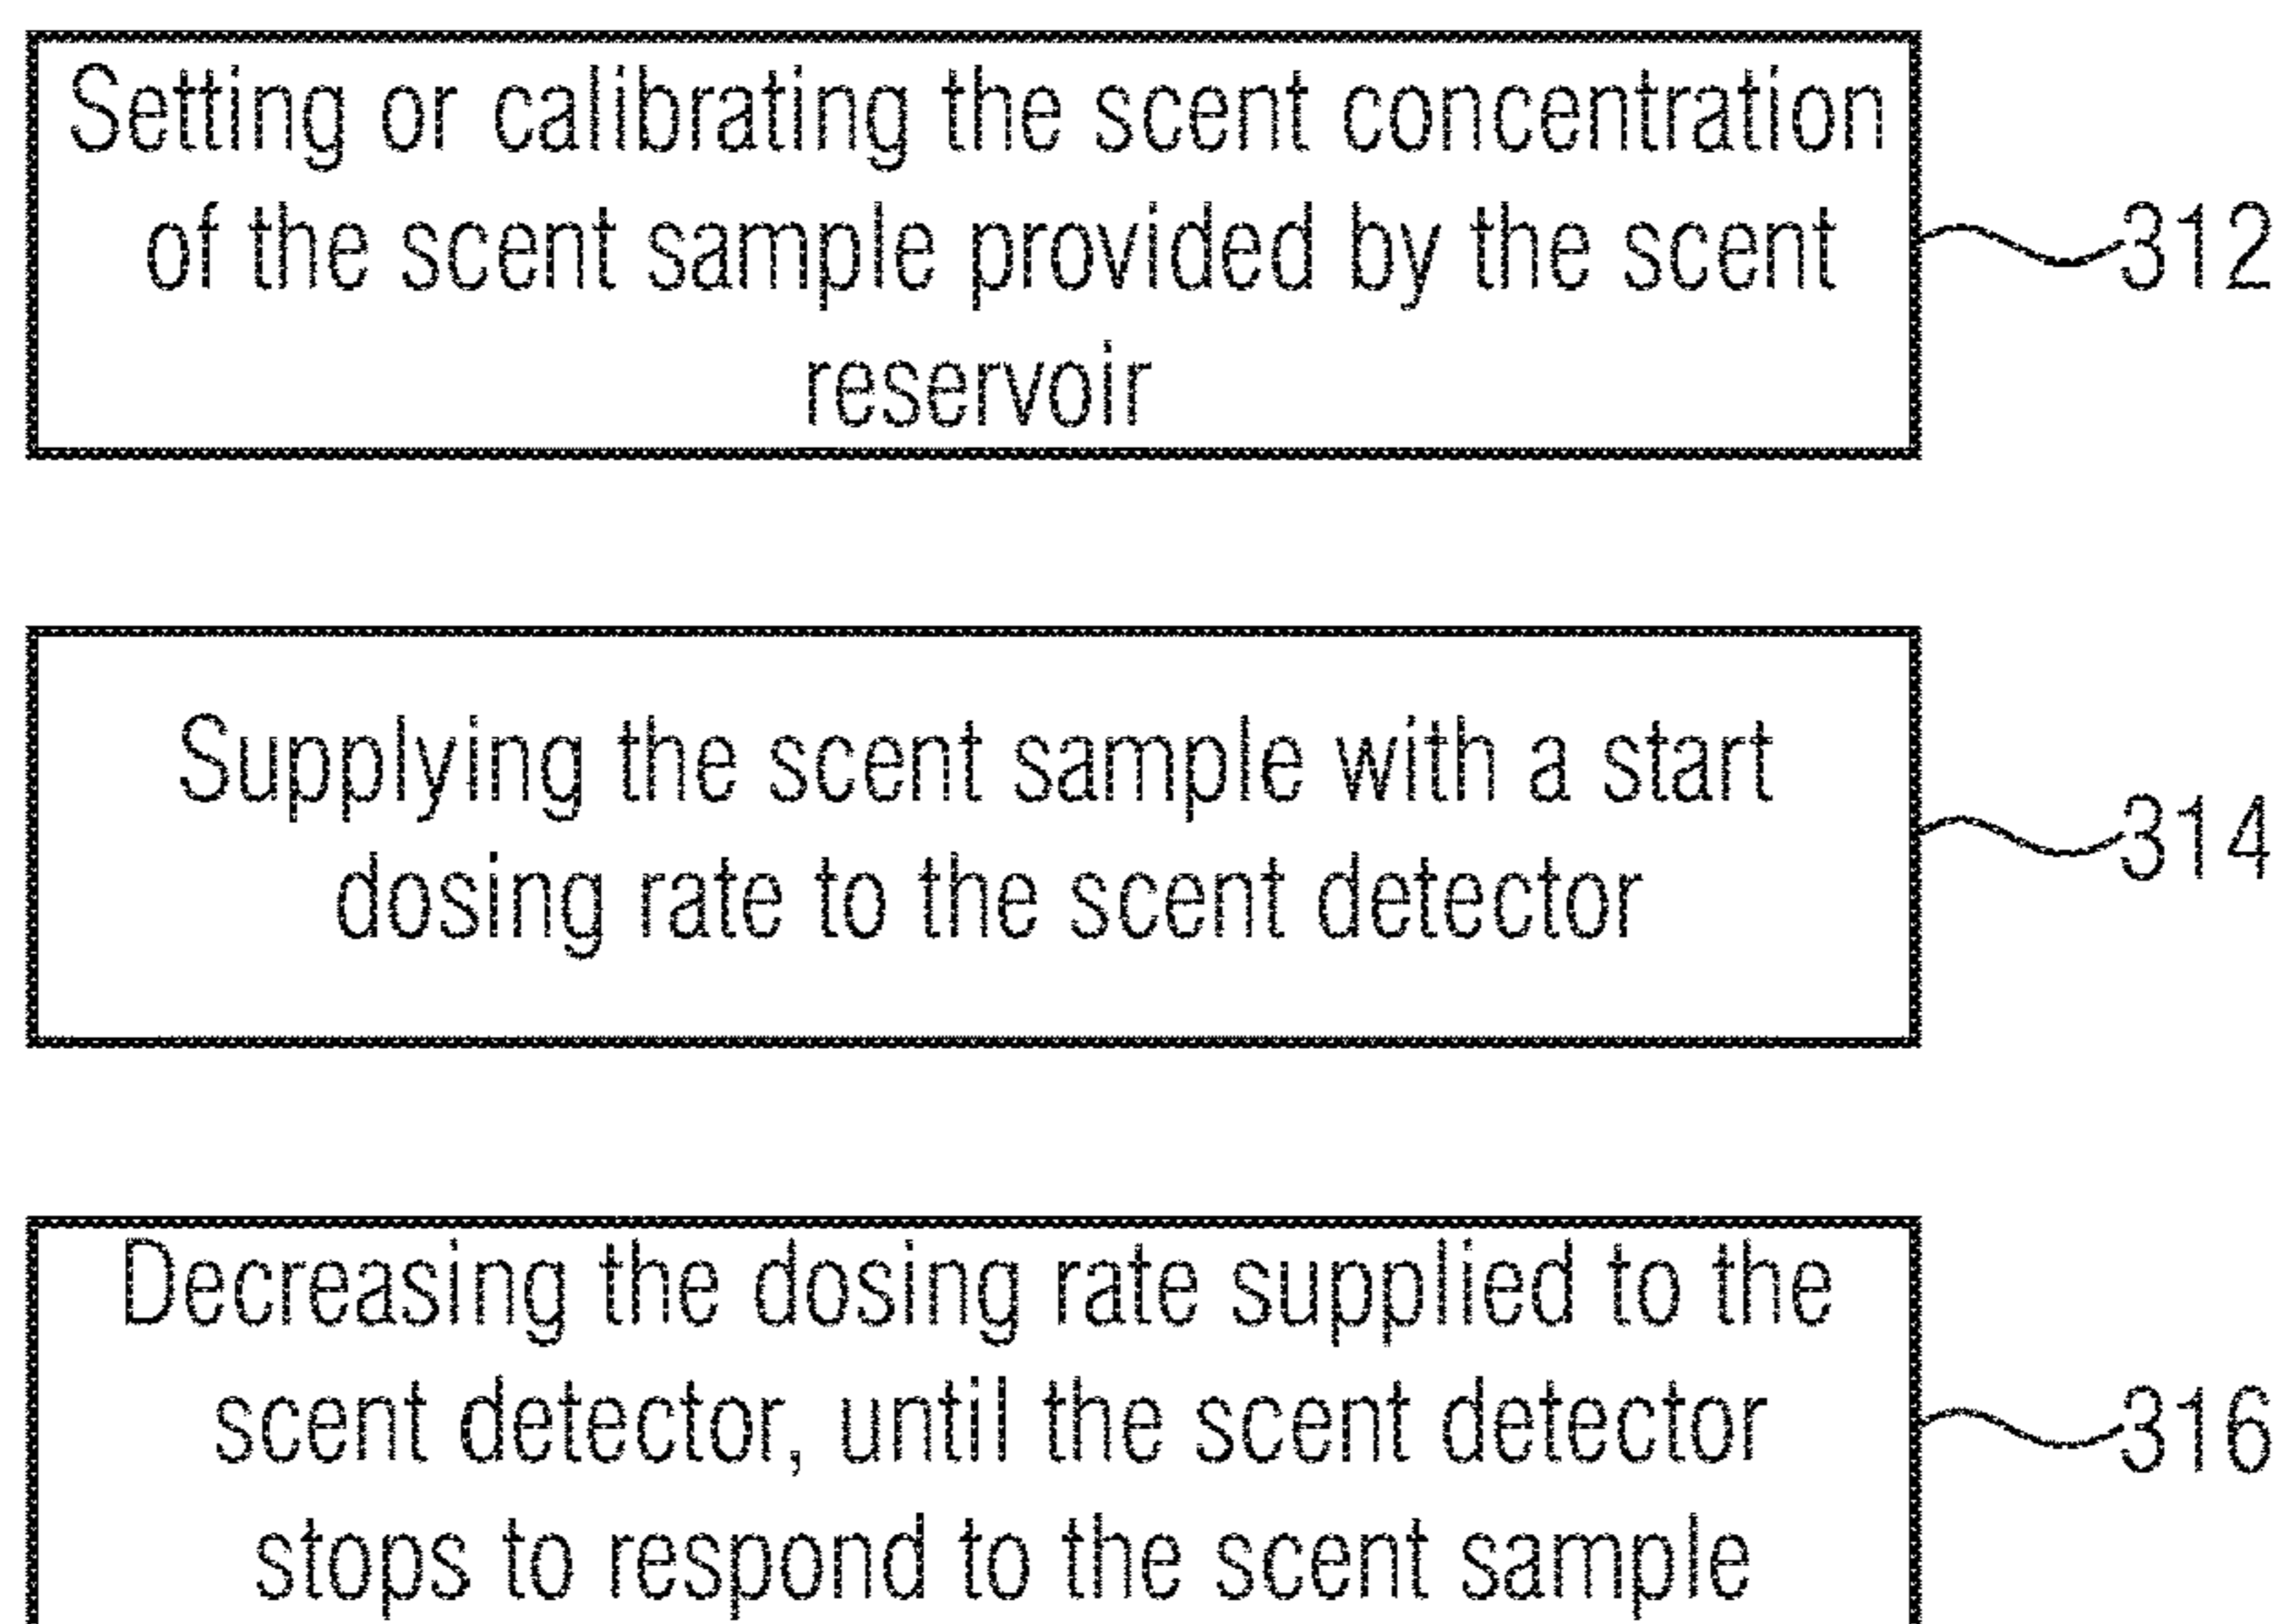 Setting or calibrating the scent concentration
of the scent sample provided by the scent
reservoir
312
Supplying the scent sample with a start
dosing rate to the scent detector
314
Decreasing the dosing rate supplied to the
scent detector, until the scent detector
stops to respond to the scent sample
316